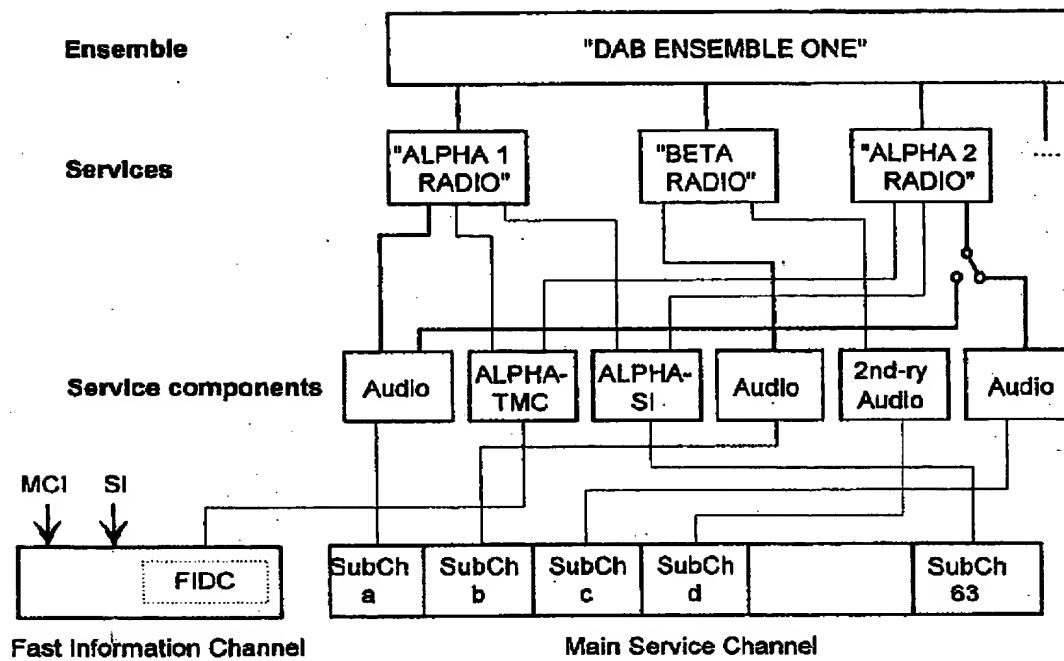 Ensemble
"DAB ENSEMBLE ONE"
Services
"ALPHA 1
RADIO"
"BETA
RADIO"
"ALPHA 2
RADIO"
....
Service components
Audio
ALPHA-
TMC
ALPHA-
SI
Audio
2nd-ry
Audio
Audio
MCI
SI
FIDC
SubCh
a
SubCh
b
SubCh
c
SubCh
d
SubCh
63
Fast Information Channel
Main Service Channel